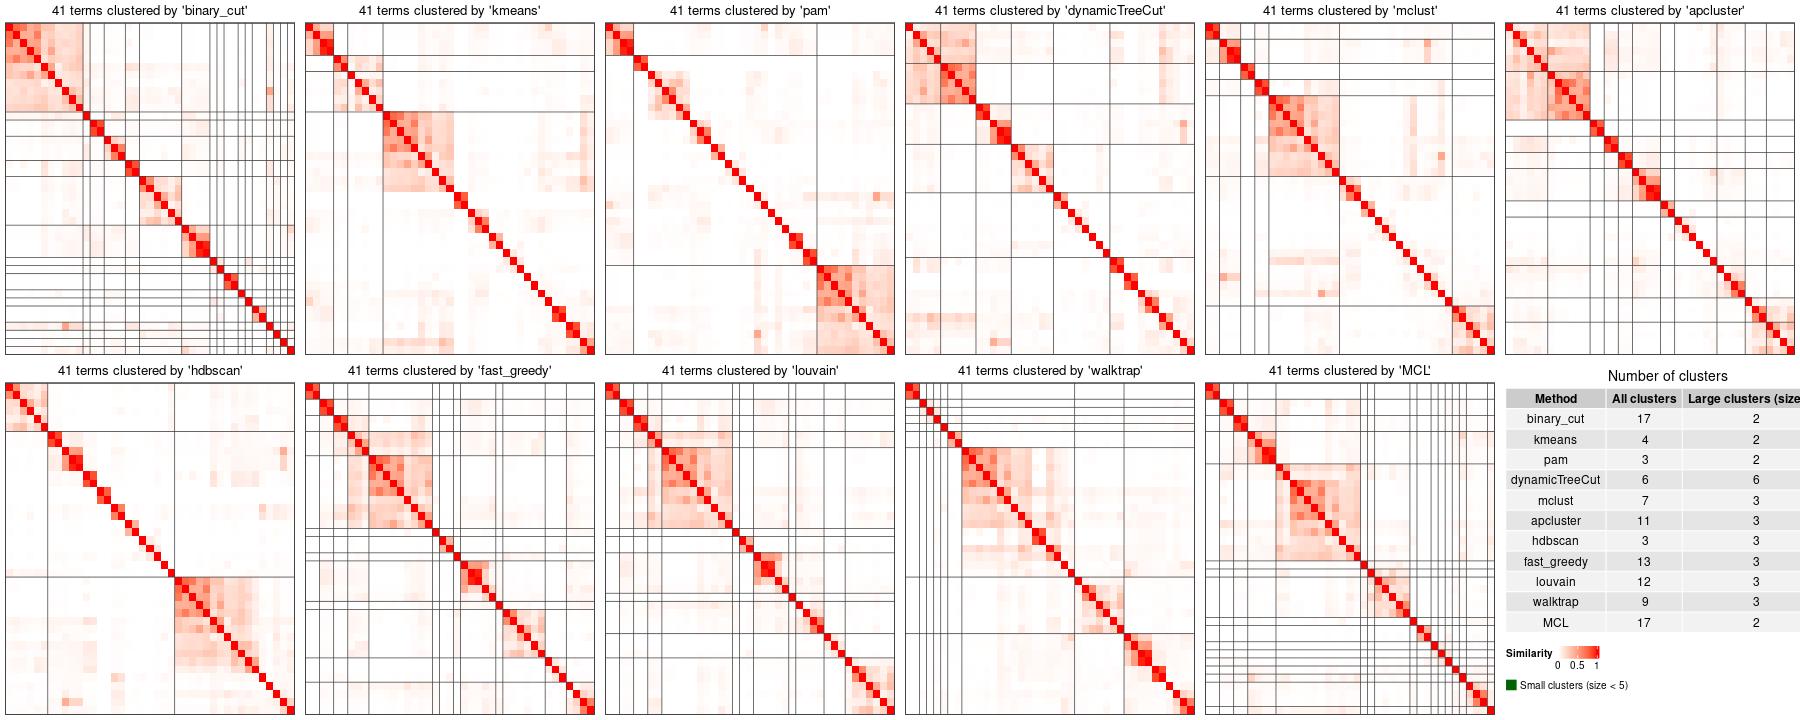 41 terms clustered by 'binary_cut'
41 terms clustered by 'kmeans'
41 terms clustered by 'pam'
41 terms clustered by 'dynamicTreeCut'
41 terms clustered by 'mclust'
41 terms clustered by 'apcluster'
41 terms clustered by 'hdbscan'
41 terms clustered by 'fast_greedy'
41 terms clustered by 'louvain'
41 terms clustered by 'walktrap'
41 terms clustered by 'MCL'
Number of clusters
Method All clusters Large clusters (size
binary_cut 17 2
kmeans 4 2
pam 3 2
dynamicTreeCut 6 6
mclust 7 3
apcluster 11 3
hdbscan 3 3
fast_greedy 13 3
louvain 12 3
walktrap 9 3
MCL 17 2
Similarity
0 0.5 1
Small clusters (size < 5)